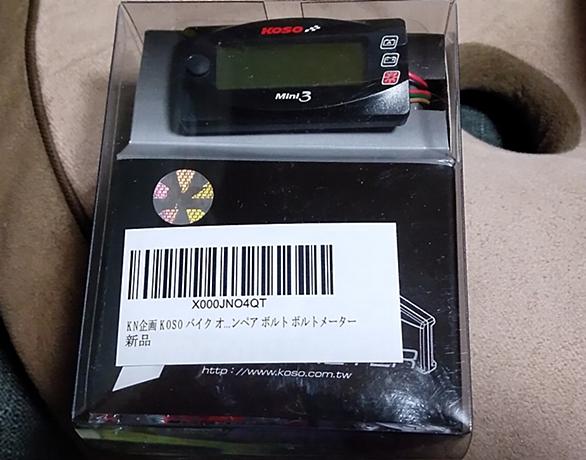 KOSO
Mini 3
X000JNO4QT
KN企画 KOSO バイク オ...ンペア ボルト ボルトメーター
新品
http://www.koso.com.tw